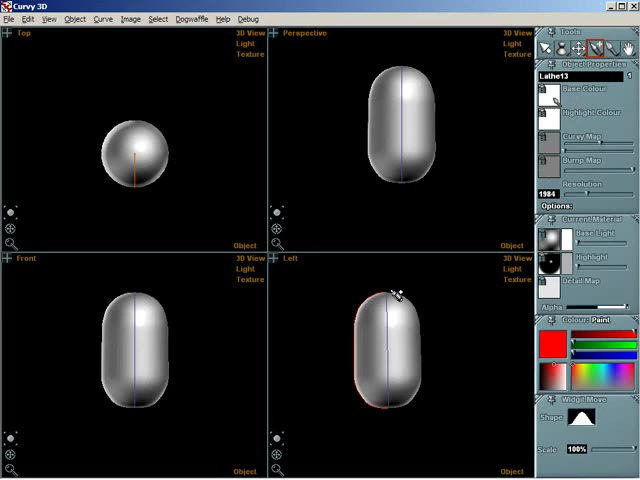 Curvy 3D
File Edit View Object Curve Image Select Dogwaffle Help Debug
Top
3D View
Light
Texture
Object
Perspective
3D View
Light
Texture
Object
Front
3D View
Light
Texture
Object
Left
3D View
Light
Texture
Object
Tools
Object Properties
Lathe13 1
Base Colour
Highlight Colour
Curvy Map
Bump Map
Resolution
1984
Options:
Current Material
Base Light
Highlight
Detail Map
Alpha
Colour: Paint
Widgit Move
Shape
Scale 100%